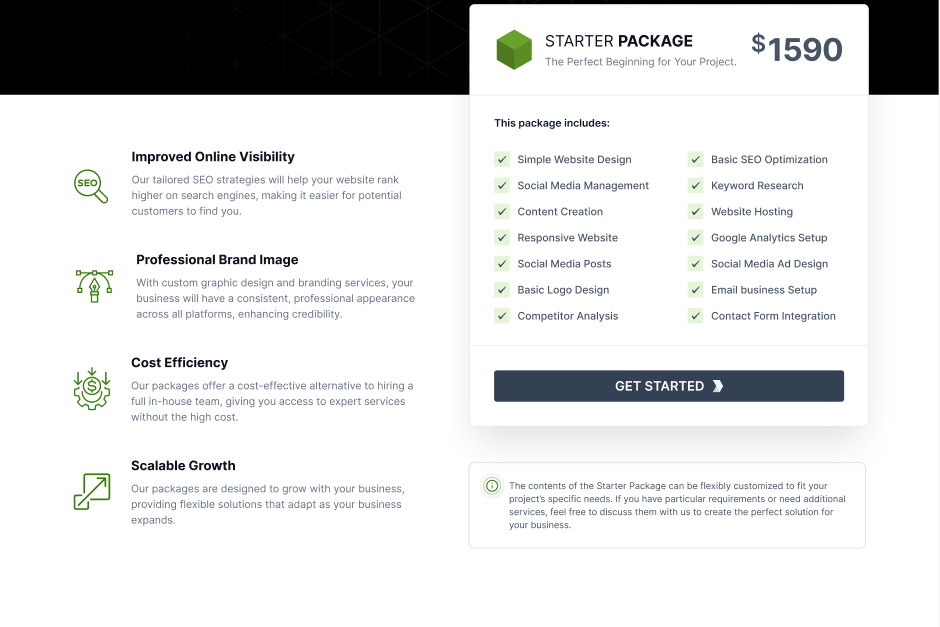 STARTER PACKAGE
The Perfect Beginning for Your Project.
$1590
This package includes:
Simple Website Design
Social Media Management
Content Creation
Responsive Website
Social Media Posts
Basic Logo Design
Competitor Analysis
Basic SEO Optimization
Keyword Research
Website Hosting
Google Analytics Setup
Social Media Ad Design
Email business Setup
Contact Form Integration
GET STARTED
The contents of the Starter Package can be flexibly customized to fit your
project's specific needs. If you have particular requirements or need additional
services, feel free to discuss them with us to create the perfect solution for
your business.
SEO
Improved Online Visibility
Our tailored SEO strategies will help your website rank
higher on search engines, making it easier for potential
customers to find you.
Professional Brand Image
With custom graphic design and branding services, your
business will have a consistent, professional appearance
across all platforms, enhancing credibility.
$
Cost Efficiency
Our packages offer a cost-effective alternative to hiring a
full in-house team, giving you access to expert services
without the high cost.
Scalable Growth
Our packages are designed to grow with your business,
providing flexible solutions that adapt as your business
expands.